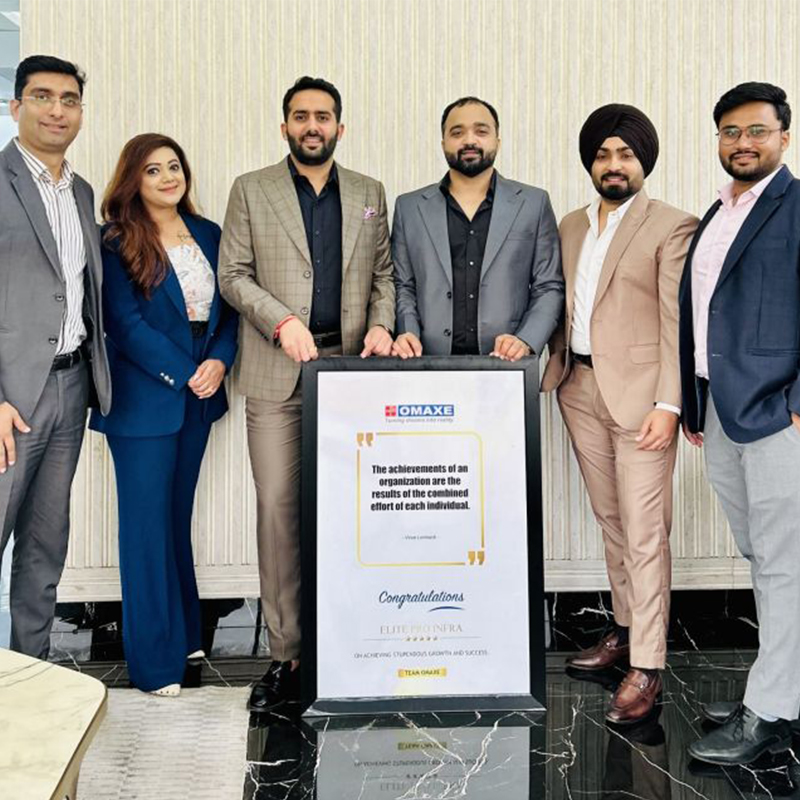 OMAXE
Turning dreams into reality
The achievements of an
organization are the
results of the combined
effort of each individual.
Congratulations
ELITE PRO INFRA
ON ACHIEVING STUPENDOUS GROWTH AND SUCCESS.
TEAM OMAXE